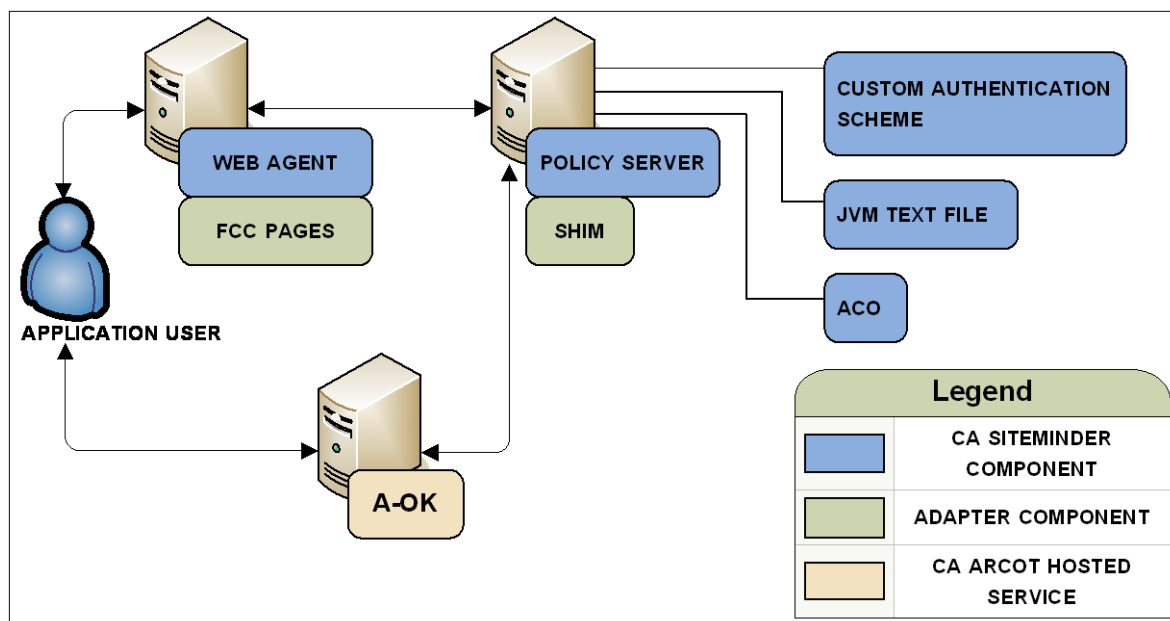 CUSTOM AUTHENTICATION
SCHEME
WEB AGENT
POLICY SERVER
FCC PAGES
SHIM
JVM TEXT FILE
ACO
APPLICATION USER
A-OK
Legend
CA SITEMINDER
COMPONENT
ADAPTER COMPONENT
CA ARCOT HOSTED
SERVICE